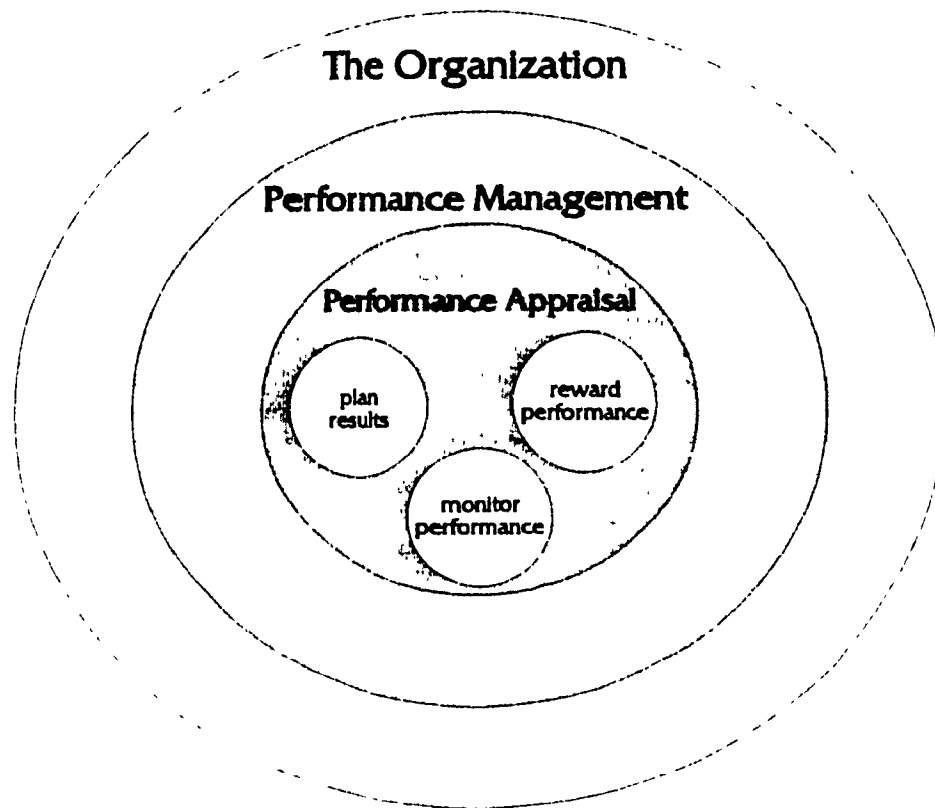 The Organization
Performance Management
Performance Appraisal
plan
results
reward
performance
monitor
performance